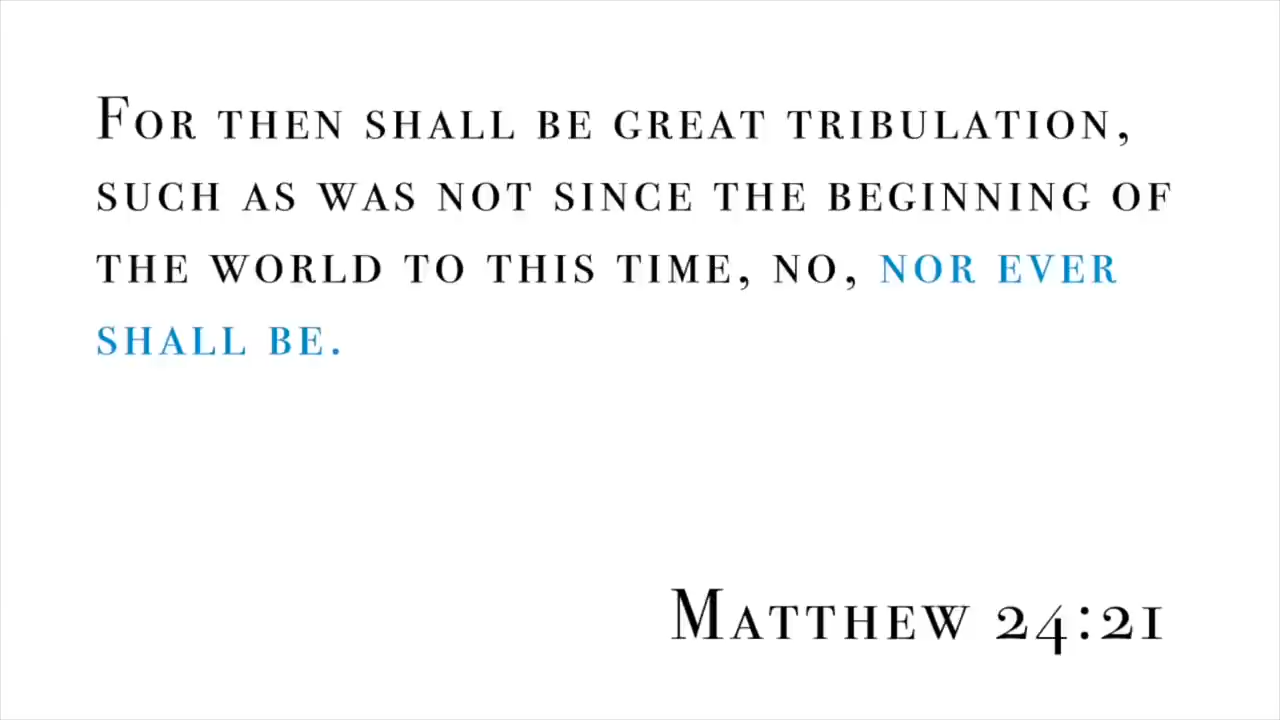 For then shall be great tribulation,
such as was not since the beginning of
the world to this time, no, nor ever
shall be.
Matthew 24:21